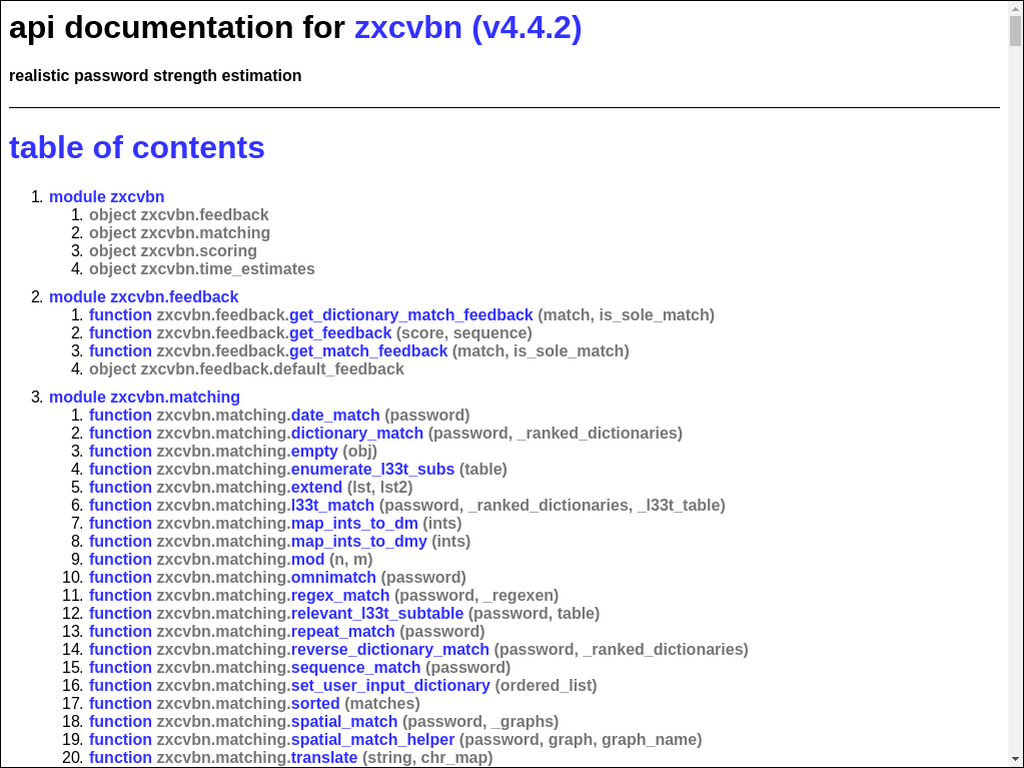 api documentation for zxcvbn (v4.4.2)
realistic password strength estimation
table of contents
1. module zxcvbn
1. object zxcvbn.feedback
2. object zxcvbn.matching
3. object zxcvbn.scoring
4. object zxcvbn.time_estimates
2. module zxcvbn.feedback
1. function zxcvbn.feedback.get_dictionary_match_feedback (match, is_sole_match)
2. function zxcvbn.feedback.get_feedback (score, sequence)
3. function zxcvbn.feedback.get_match_feedback (match, is_sole_match)
4. object zxcvbn.feedback.default_feedback
3. module zxcvbn.matching
1. function zxcvbn.matching.date_match (password)
2. function zxcvbn.matching.dictionary_match (password, _ranked_dictionaries)
3. function zxcvbn.matching.empty (obj)
4. function zxcvbn.matching.enumerate_l33t_subs (table)
5. function zxcvbn.matching.extend (lst, lst2)
6. function zxcvbn.matching.l33t_match (password, _ranked_dictionaries, _l33t_table)
7. function zxcvbn.matching.map_ints_to_dm (ints)
8. function zxcvbn.matching.map_ints_to_dmy (ints)
9. function zxcvbn.matching.mod (n, m)
10. function zxcvbn.matching.omnimatch (password)
11. function zxcvbn.matching.regex_match (password, _regexen)
12. function zxcvbn.matching.relevant_l33t_subtable (password, table)
13. function zxcvbn.matching.repeat_match (password)
14. function zxcvbn.matching.reverse_dictionary_match (password, _ranked_dictionaries)
15. function zxcvbn.matching.sequence_match (password)
16. function zxcvbn.matching.set_user_input_dictionary (ordered_list)
17. function zxcvbn.matching.sorted (matches)
18. function zxcvbn.matching.spatial_match (password, _graphs)
19. function zxcvbn.matching.spatial_match_helper (password, graph, graph_name)
20. function zxcvbn.matching.translate (string, chr_map)